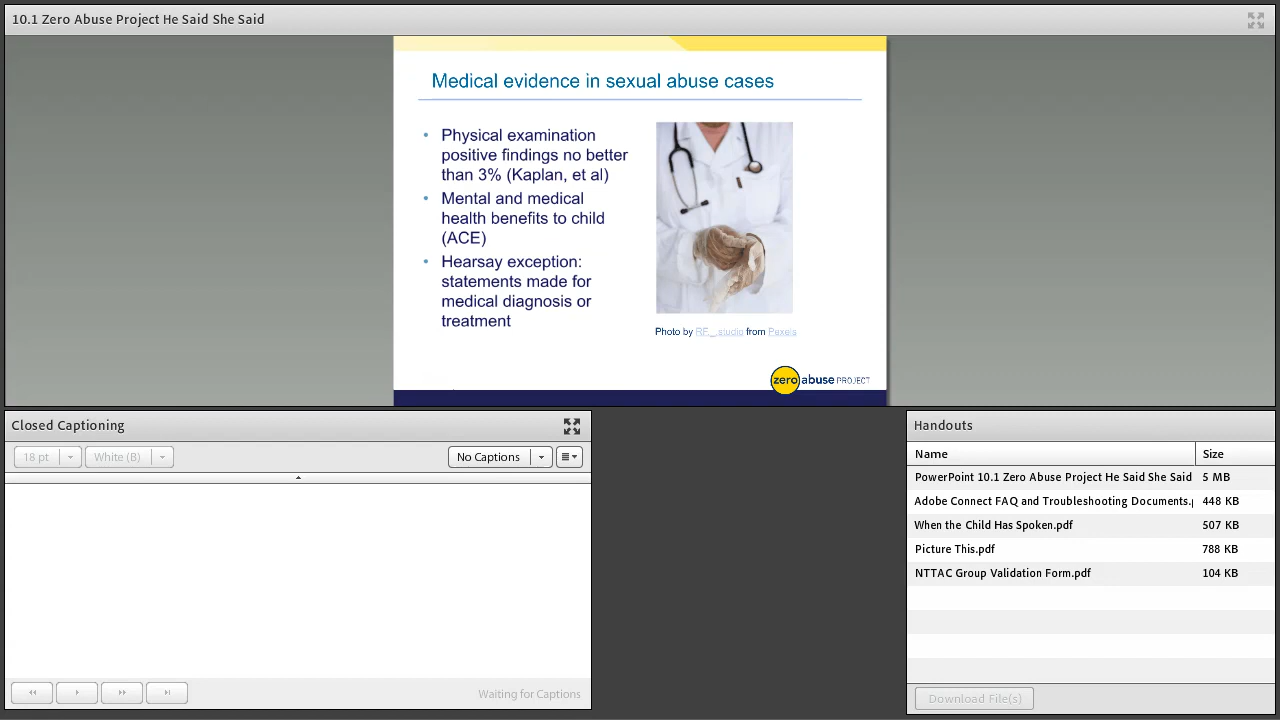 10.1 Zero Abuse Project He Said She Said
Medical evidence in sexual abuse cases
• Physical examination
positive findings no better
than 3% (Kaplan, et al)
• Mental and medical
health benefits to child
(ACE)
• Hearsay exception:
statements made for
medical diagnosis or
treatment
Photo by RF._.studio from Pexels
zero abuse PROJECT
Closed Captioning
18 pt
White (B)
No Captions
Waiting for Captions
Handouts
Name Size
PowerPoint 10.1 Zero Abuse Project He Said She Said 5 MB
Adobe Connect FAQ and Troubleshooting Documents.p 448 KB
When the Child Has Spoken.pdf 507 KB
Picture This.pdf 788 KB
NTTAC Group Validation Form.pdf 104 KB
Download File(s)